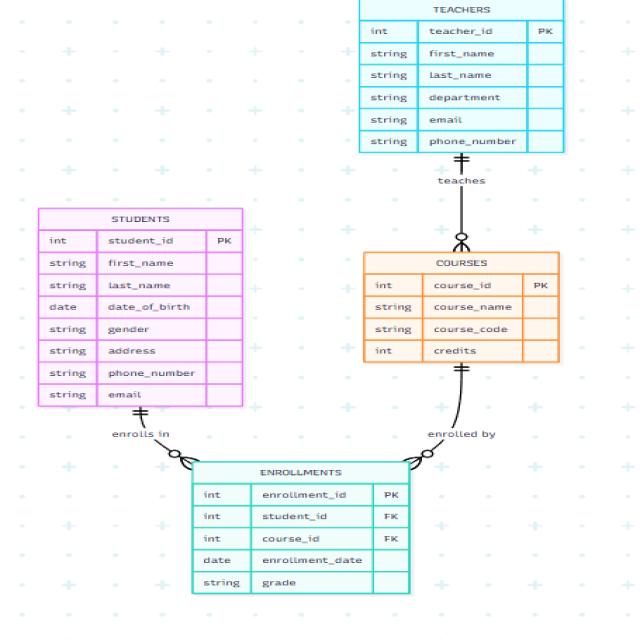 TEACHERS
int teacher_id PK
string first_name
string last_name
string department
string email
string phone_number
teaches
STUDENTS
int student_id PK
string first_name
string last_name
date date_of_birth
string gender
string address
string phone_number
string email
COURSES
int course_id PK
string course_name
string course_code
int credits
enrolls in
enrolled by
ENROLLMENTS
int enrollment_id PK
int student_id FK
int course_id FK
date enrollment_date
string grade